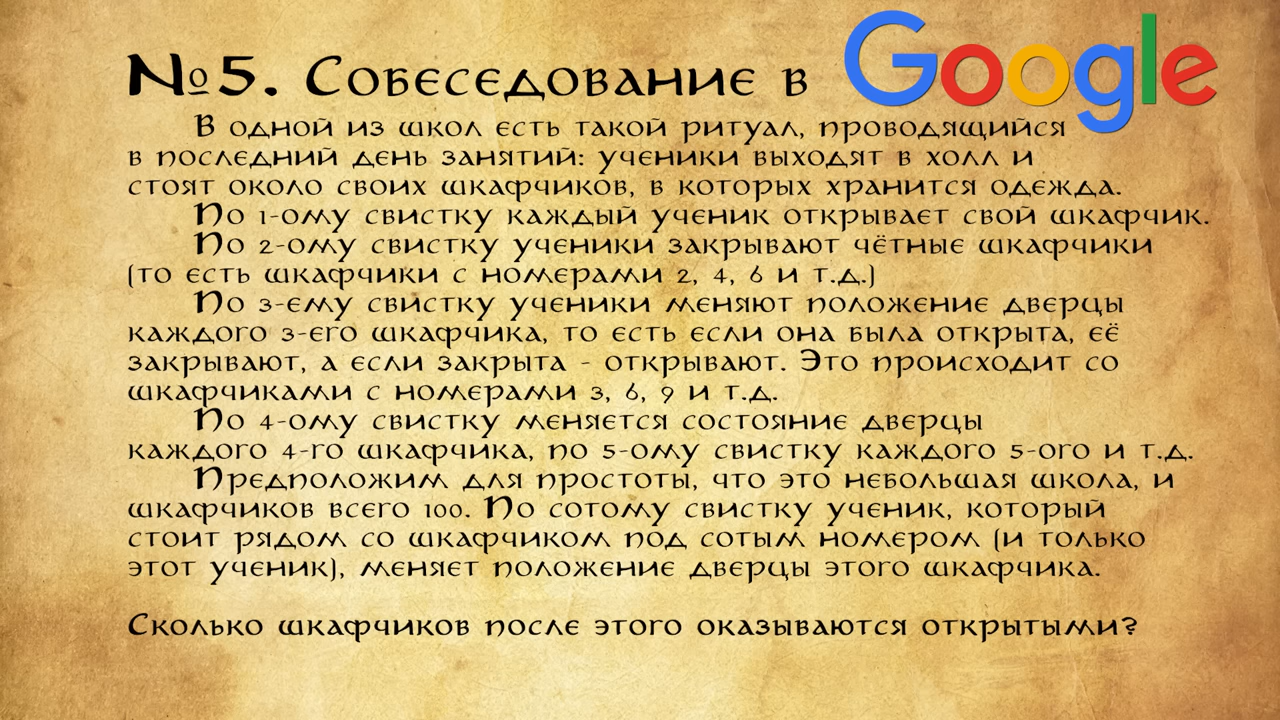 №5. Собеседование в Google
В одной из школ есть такой ритуал, проводящийся
в последний день занятий: ученики выходят в холл и
стоят около своих шкафчиков, в которых хранится одежда.
По 1-ому свистку каждый ученик открывает свой шкафчик.
По 2-ому свистку ученики закрывают чётные шкафчики
(то есть шкафчики с номерами 2, 4, 6 и т.д.)
По 3-ему свистку ученики меняют положение дверцы
каждого 3-его шкафчика, то есть если она была открыта, её
закрывают, а если закрыта - открывают. Это происходит со
шкафчиками с номерами 3, 6, 9 и т.д.
По 4-ому свистку меняется состояние дверцы
каждого 4-го шкафчика, по 5-ому свистку каждого 5-ого и т.д.
Предположим для простоты, что это небольшая школа, и
шкафчиков всего 100. По сотому свистку ученик, который
стоит рядом со шкафчиком под сотым номером (и только
этот ученик), меняет положение дверцы этого шкафчика.
Сколько шкафчиков после этого оказываются открытыми?